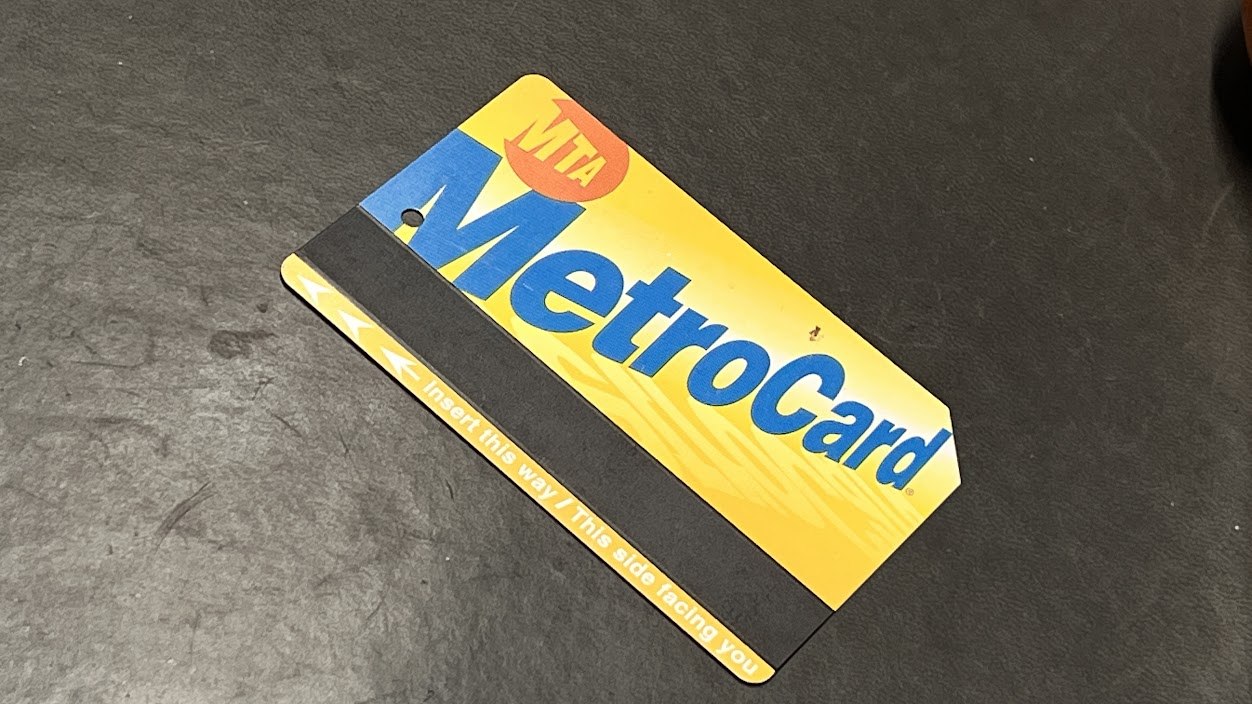 MTA
MetroCard®
Insert this way / This side facing you